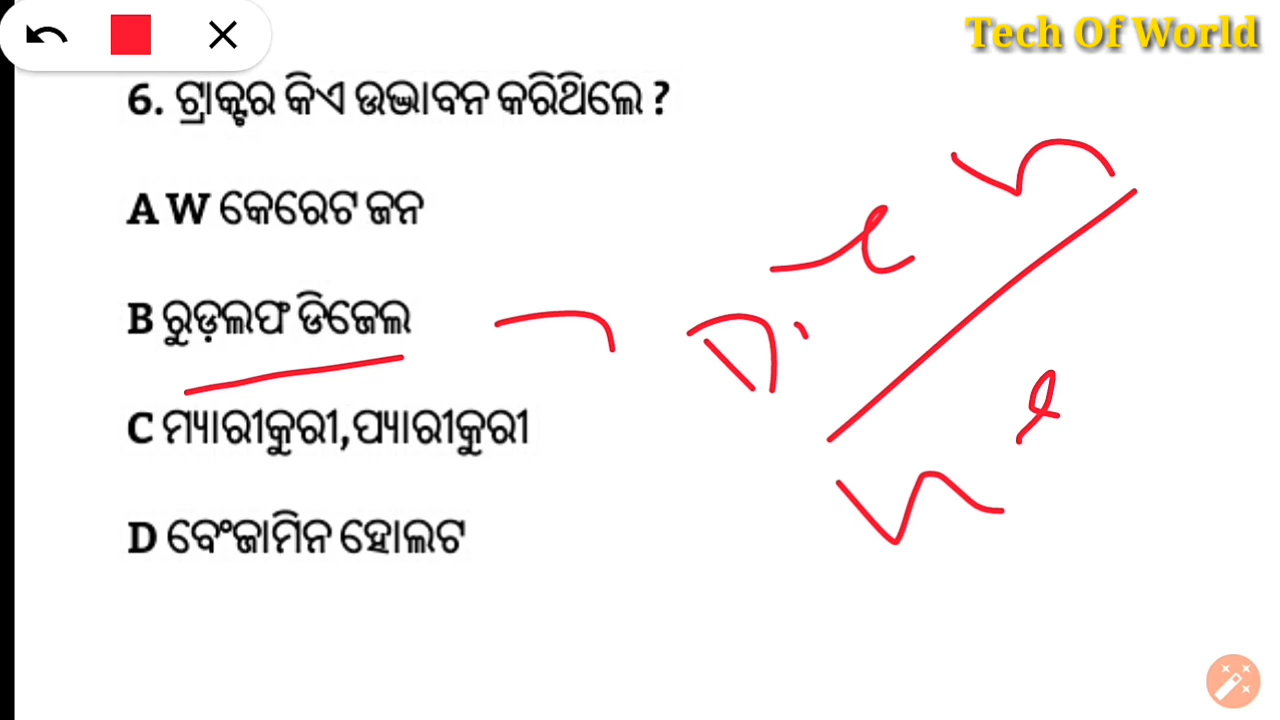 Tech Of World
6. ଟ୍ରାକ୍ଟର କିଏ ଉଦ୍ଭାବନ କରିଥିଲେ ?
A W କେରେଟ ଜନ
B ରୁଡ଼ଲଫ ଡିଜେଲ
C ମ୍ୟାରୀକୁରୀ,ପ୍ୟାରୀକୁରୀ
D ବେଂଜାମିନ ହୋଲଟ